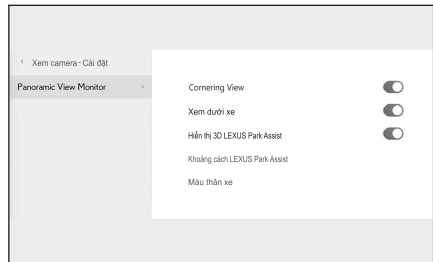 Xem camera · Cài đặt
Panoramic View Monitor
Cornering View
Xem dưới xe
Hiển thị 3D LEXUS Park Assist
Khoảng cách LEXUS Park Assist
Màu thân xe